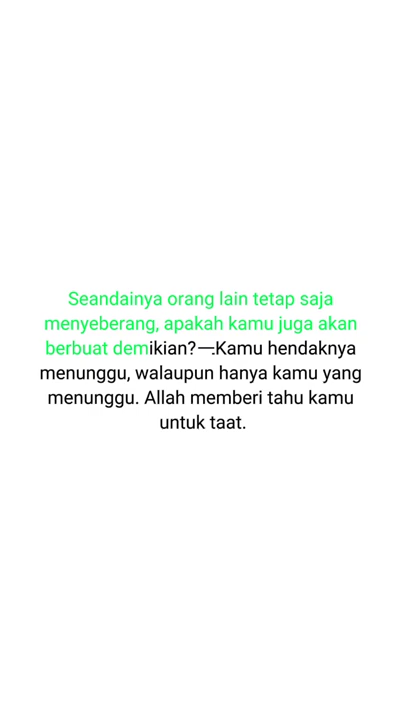 Seandainya orang lain tetap saja
menyeberang, apakah kamu juga akan
berbuat demikian?—.Kamu hendaknya
menunggu, walaupun hanya kamu yang
menunggu. Allah memberi tahu kamu
untuk taat.